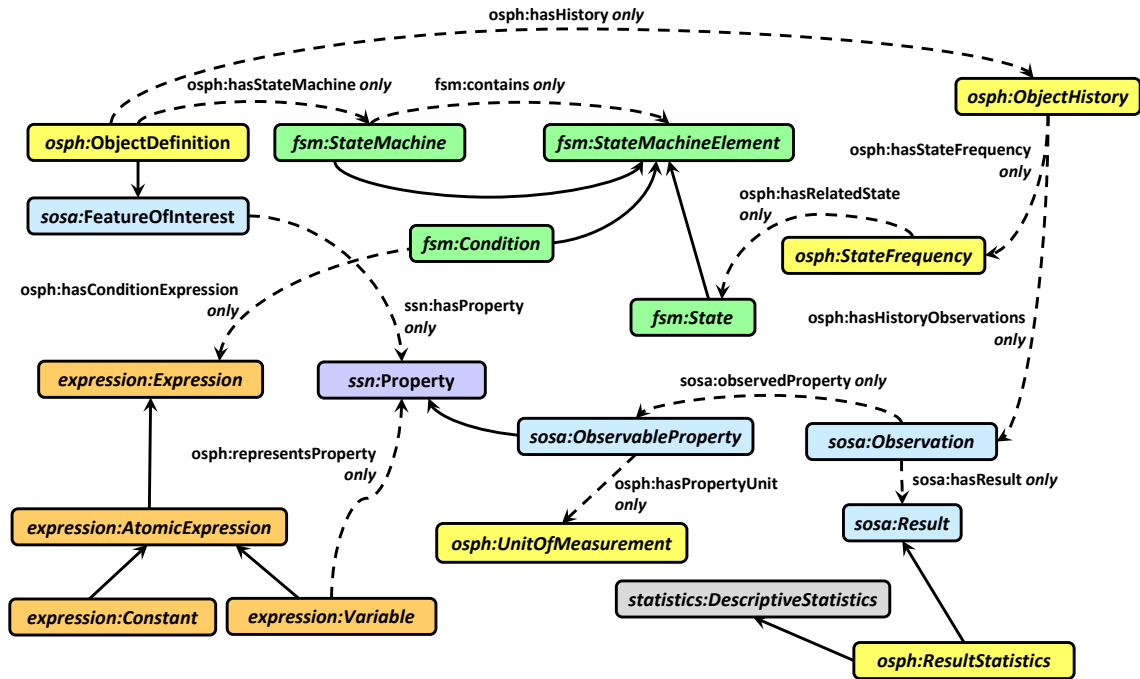 osph:hasHistory only
osph:hasStateMachine only
fsm:contains only
osph:ObjectHistory
osph:ObjectDefinition
fsm:StateMachine
fsm:StateMachineElement
osph:hasStateFrequency
only
osph:hasRelatedState
only
sosa:FeatureOfInterest
fsm:Condition
osph:StateFrequency
osph:hasConditionExpression
only
ssn:hasProperty
only
fsm:State
osph:hasHistoryObservations
only
expression:Expression
ssn:Property
sosa:observedProperty only
sosa:ObservableProperty
sosa:Observation
osph:representsProperty
only
osph:hasPropertyUnit
only
sosa:hasResult only
expression:AtomicExpression
osph:UnitOfMeasurement
sosa:Result
expression:Constant
expression:Variable
statistics:DescriptiveStatistics
osph:ResultStatistics